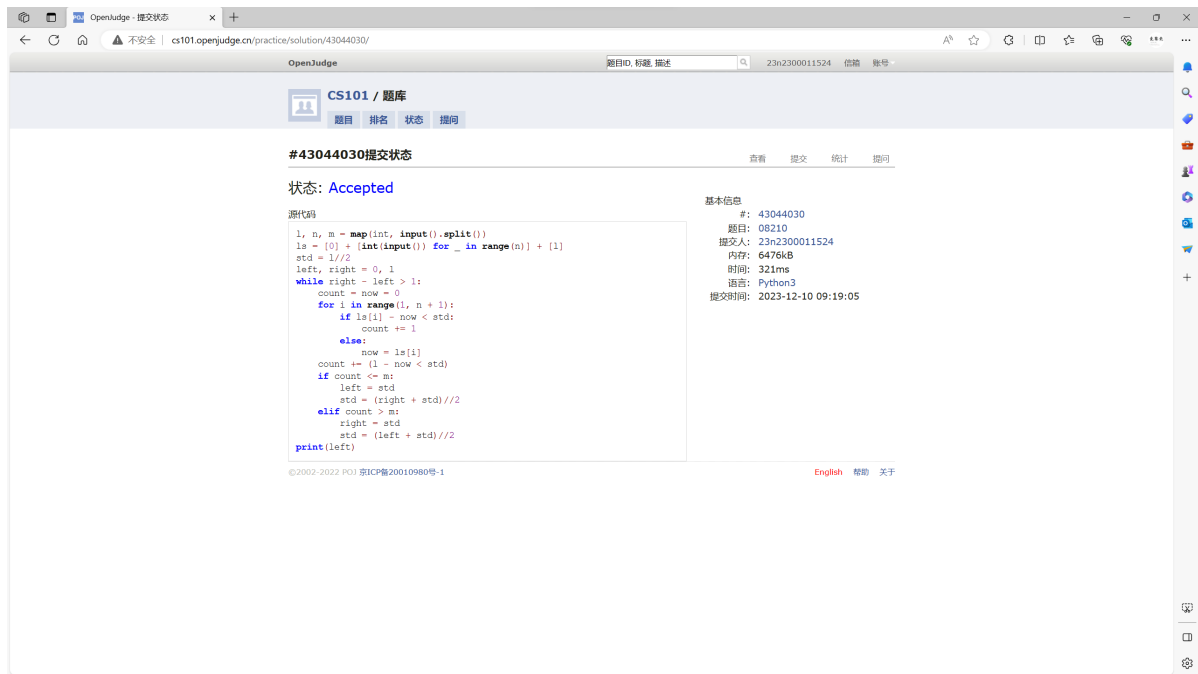 OpenJudge - 提交状态
不安全 | cs101.openjudge.cn/practice/solution/43044030/
OpenJudge 题目ID, 标题, 描述 23n2300011524 信箱 账号
CS101 / 题库
题目 排名 状态 提问
#43044030提交状态 查看 提交 统计 提问
状态: Accepted
源代码
l, n, m = map(int, input().split())
ls = [0] + [int(input()) for _ in range(n)] + [l]
std = l//2
left, right = 0, l
while right - left > 1:
    count = now = 0
    for i in range(1, n + 1):
        if ls[i] - now < std:
            count += 1
        else:
            now = ls[i]
    count += (l - now < std)
    if count <= m:
        left = std
        std = (right + std)//2
    elif count > m:
        right = std
        std = (left + std)//2
print(left)
基本信息
#: 43044030
题目: 08210
提交人: 23n2300011524
内存: 6476kB
时间: 321ms
语言: Python3
提交时间: 2023-12-10 09:19:05
©2002-2022 POJ 京ICP备20010980号-1 English 帮助 关于